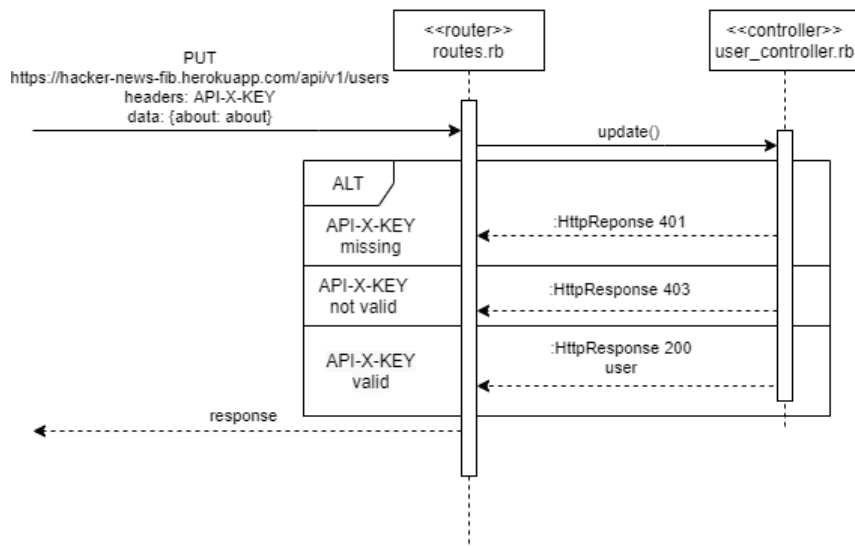 <<router>>
routes.rb
<<controller>>
user_controller.rb
PUT
https://hacker-news-fib.herokuapp.com/api/v1/users
headers: API-X-KEY
data: {about: about}
update()
ALT
API-X-KEY
missing
:HttpReponse 401
API-X-KEY
not valid
:HttpResponse 403
API-X-KEY
valid
:HttpResponse 200
user
response